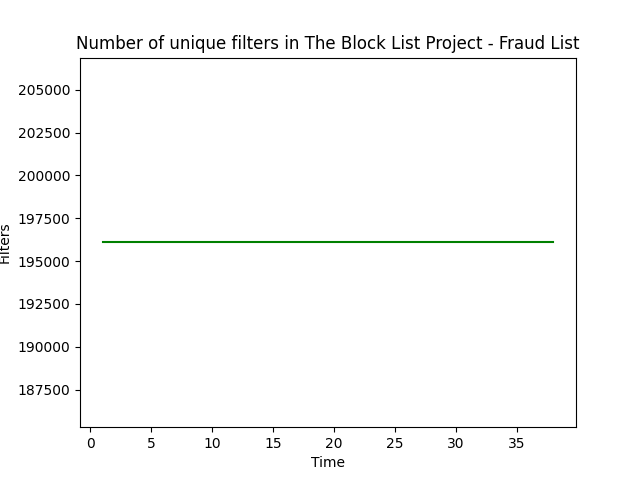 Number of unique filters in The Block List Project - Fraud List
205000
202500
200000
197500
195000
192500
190000
187500
Filters
0 5 10 15 20 25 30 35
Time